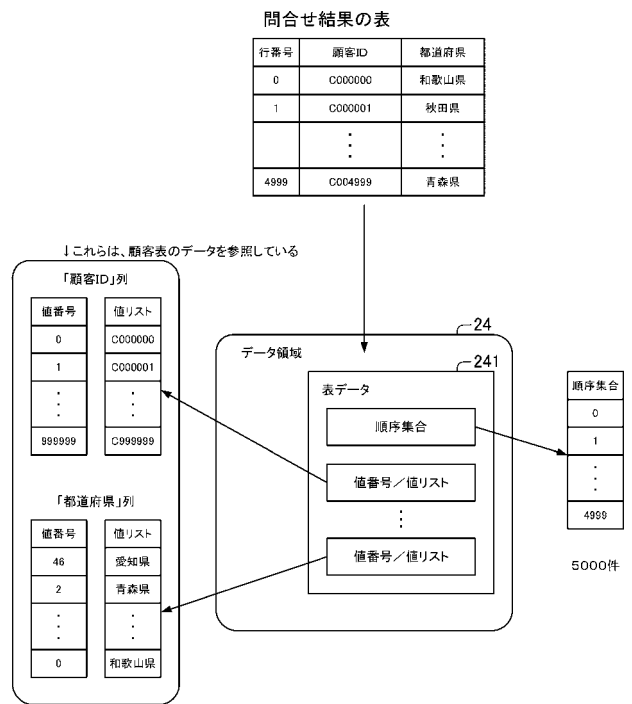 問合せ結果の表
行番号 顧客ID 都道府県
0 C000000 和歌山県
1 C000001 秋田県
4999 C004999 青森県
↓これらは、顧客表のデータを参照している
「顧客ID」列
値番号 値リスト
0 C000000
1 C000001
999999 C999999
「都道府県」列
値番号 値リスト
46 愛知県
2 青森県
0 和歌山県
24
データ領域
241
表データ
順序集合
値番号／値リスト
値番号／値リスト
順序集合
0
1
4999
5000件